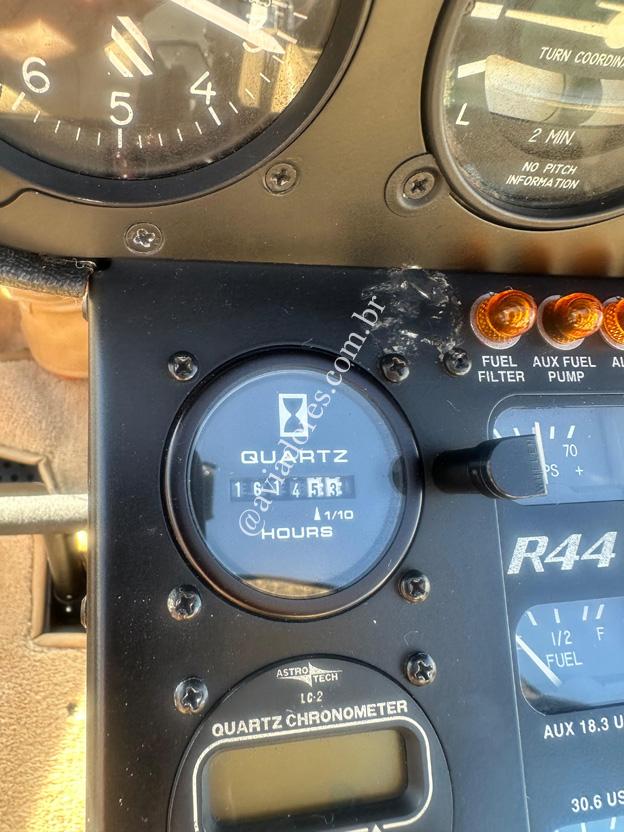 6
5
4
TURN COORDIN
L
2 MIN.
NO PITCH
INFORMATION
@aviadores.com.br
FUEL
FILTER
AUX FUEL
PUMP
QUARTZ
1/10
HOURS
70
PS +
R44
1/2 F
FUEL
AUX 18.3 U
30.6 US
ASTRO TECH
LC-2
QUARTZ CHRONOMETER